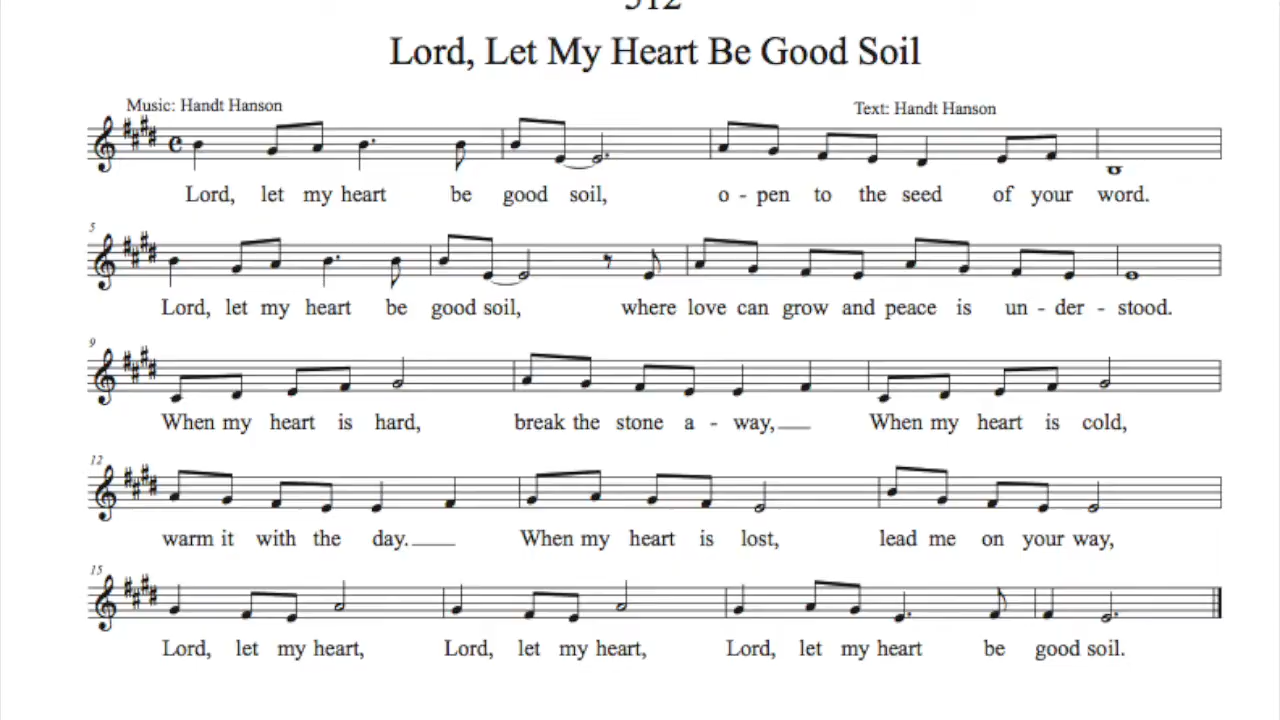 512
Lord, Let My Heart Be Good Soil
Music: Handt Hanson Text: Handt Hanson
Lord, let my heart be good soil, o - pen to the seed of your word.
5
Lord, let my heart be good soil, where love can grow and peace is un - der - stood.
9
When my heart is hard, break the stone a - way,___ When my heart is cold,
12
warm it with the day.____ When my heart is lost, lead me on your way,
15
Lord, let my heart, Lord, let my heart, Lord, let my heart be good soil.